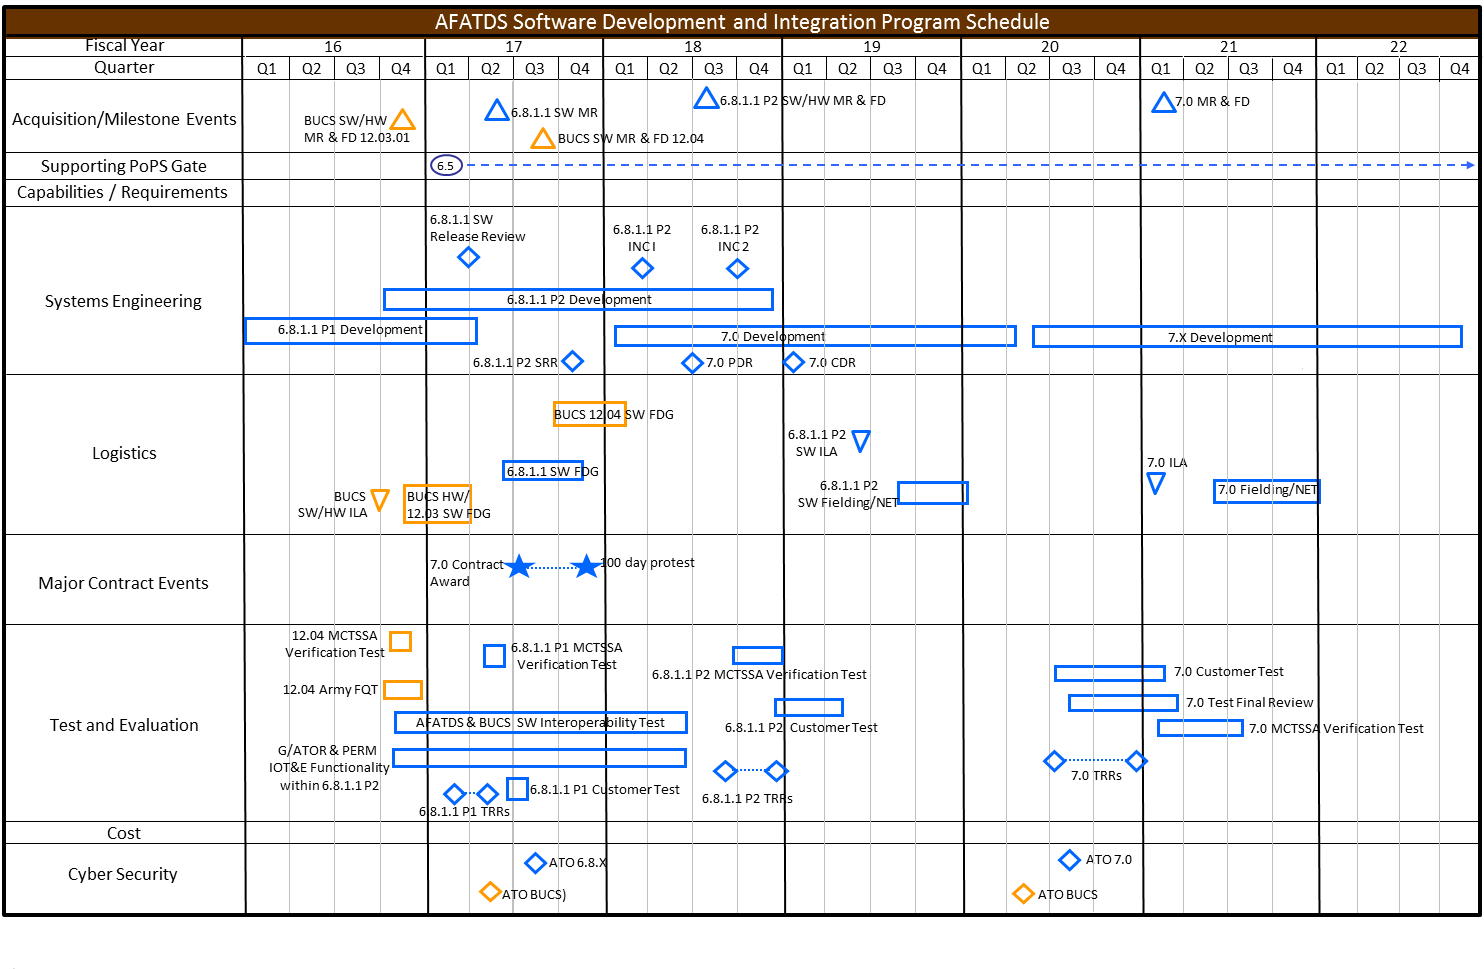 AFATDS Software Development and Integration Program Schedule
Fiscal Year 16 17 18 19 20 21 22
Quarter Q1 Q2 Q3 Q4 Q1 Q2 Q3 Q4 Q1 Q2 Q3 Q4 Q1 Q2 Q3 Q4 Q1 Q2 Q3 Q4 Q1 Q2 Q3 Q4 Q1 Q2 Q3 Q4
Acquisition/Milestone Events
BUCS SW/HW
MR & FD 12.03.01
6.8.1.1 SW MR
BUCS SW MR & FD 12.04
6.8.1.1 P2 SW/HW MR & FD
7.0 MR & FD
Supporting PoPS Gate
6.5
Capabilities / Requirements
Systems Engineering
6.8.1.1 SW
Release Review
6.8.1.1 P2
INC I
6.8.1.1 P2
INC 2
6.8.1.1 P2 Development
6.8.1.1 P1 Development
7.0 Development
7.X Development
6.8.1.1 P2 SRR
7.0 PDR
7.0 CDR
Logistics
BUCS 12.04 SW FDG
6.8.1.1 P2
SW ILA
6.8.1.1 SW FDG
7.0 ILA
BUCS
SW/HW ILA
BUCS HW/
12.03 SW FDG
6.8.1.1 P2
SW Fielding/NET
7.0 Fielding/NET
Major Contract Events
7.0 Contract
Award
100 day protest
Test and Evaluation
12.04 MCTSSA
Verification Test
6.8.1.1 P1 MCTSSA
Verification Test
6.8.1.1 P2 MCTSSA Verification Test
7.0 Customer Test
12.04 Army FQT
7.0 Test Final Review
AFATDS & BUCS SW Interoperability Test
6.8.1.1 P2 Customer Test
7.0 MCTSSA Verification Test
G/ATOR & PERM
IOT&E Functionality
within 6.8.1.1 P2
7.0 TRRs
6.8.1.1 P1 Customer Test
6.8.1.1 P2 TRRs
6.8.1.1 P1 TRRs
Cost
Cyber Security
ATO 6.8.X
ATO 7.0
ATO BUCS)
ATO BUCS